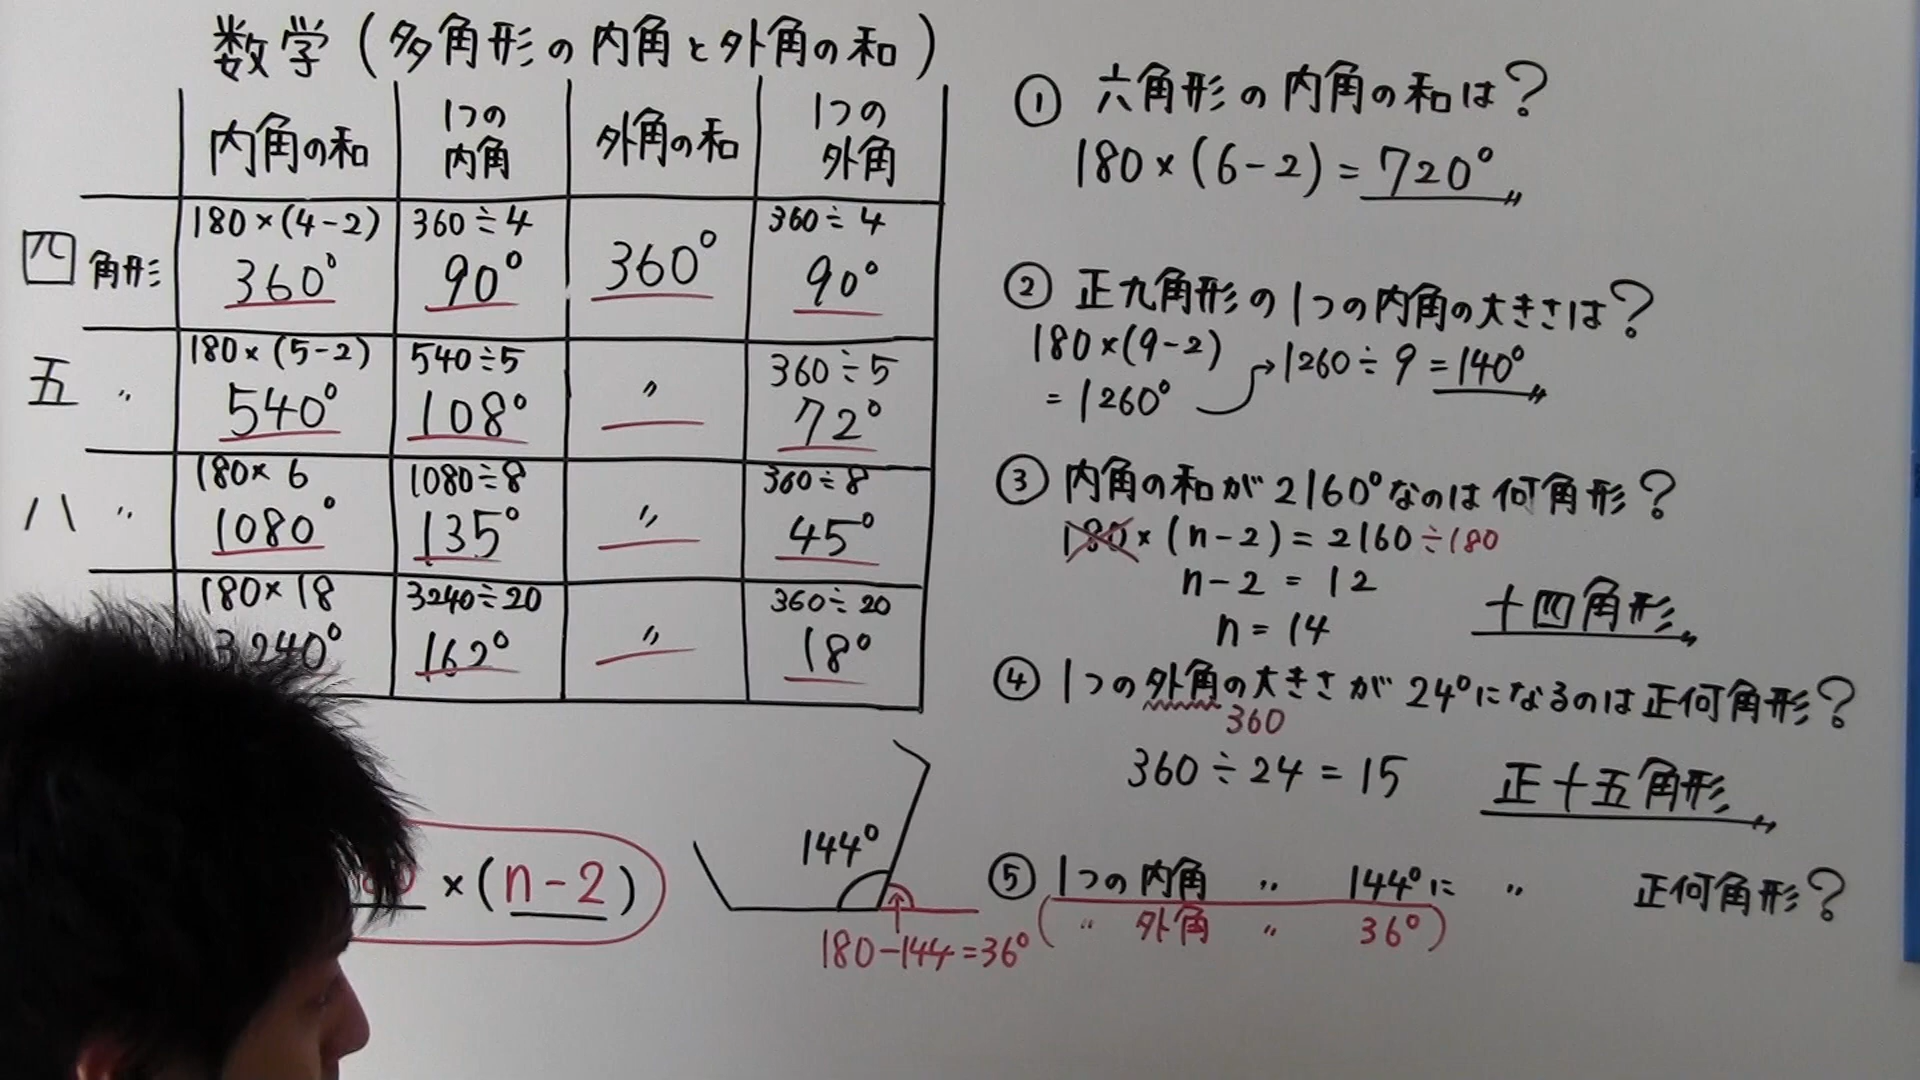 数学(多角形の内角と外角の和)
内角の和
1つの
内角
外角の和
1つの
外角
四角形
180×(4-2)
360°
360÷4
90°
360°
360÷4
90°
五 〃
180×(5-2)
540°
540÷5
108°
〃
360÷5
72°
八 〃
180×6
1080°
1080÷8
135°
〃
360÷8
45°
180×18
3240°
3240÷20
162°
〃
360÷20
18°
×(n-2)
144°
180-144=36°
① 六角形の内角の和は?
180×(6-2)=720°
② 正九角形の1つの内角の大きさは?
180×(9-2)
=1260°
1260÷9=140°
③ 内角の和が2160°なのは何角形?
180×(n-2)=2160÷180
n-2=12
n=14
十四角形
④ 1つの外角の大きさが24°になるのは正何角形?
360
360÷24=15
正十五角形
⑤ 1つの内角 〃 144°に 〃 正何角形?
(〃 外角 〃 36°)